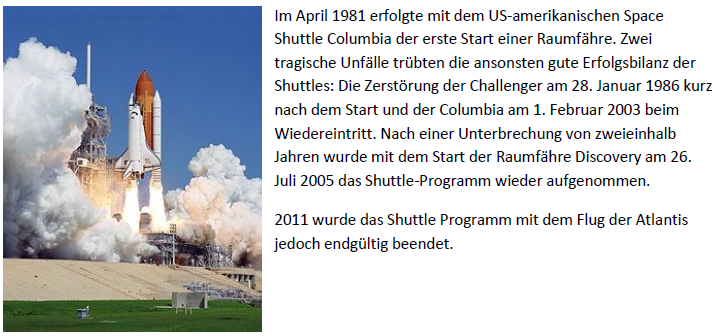 Im April 1981 erfolgte mit dem US-amerikanischen Space
Shuttle Columbia der erste Start einer Raumfähre. Zwei
tragische Unfälle trübten die ansonsten gute Erfolgsbilanz der
Shuttles: Die Zerstörung der Challenger am 28. Januar 1986 kurz
nach dem Start und der Columbia am 1. Februar 2003 beim
Wiedereintritt. Nach einer Unterbrechung von zweieinhalb
Jahren wurde mit dem Start der Raumfähre Discovery am 26.
Juli 2005 das Shuttle-Programm wieder aufgenommen.
2011 wurde das Shuttle Programm mit dem Flug der Atlantis
jedoch endgültig beendet.